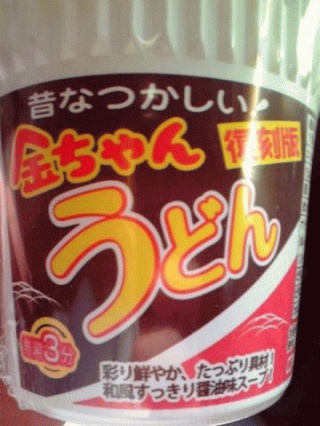 昔なつかしい
金ちゃん
復刻版
うどん
熱湯3分
彩り鮮やか、たっぷり具材!
和風すっきり醤油味スープ!